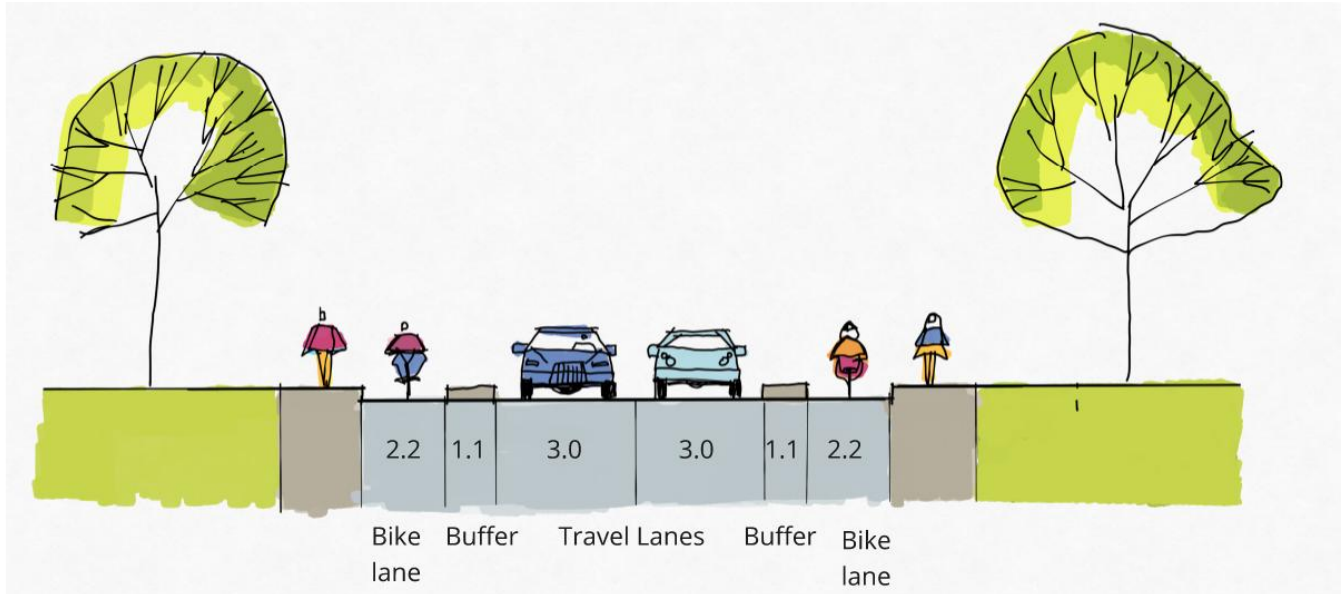 2.2 1.1 3.0 3.0 1.1 2.2
Bike Buffer Travel Lanes Buffer Bike
lane lane